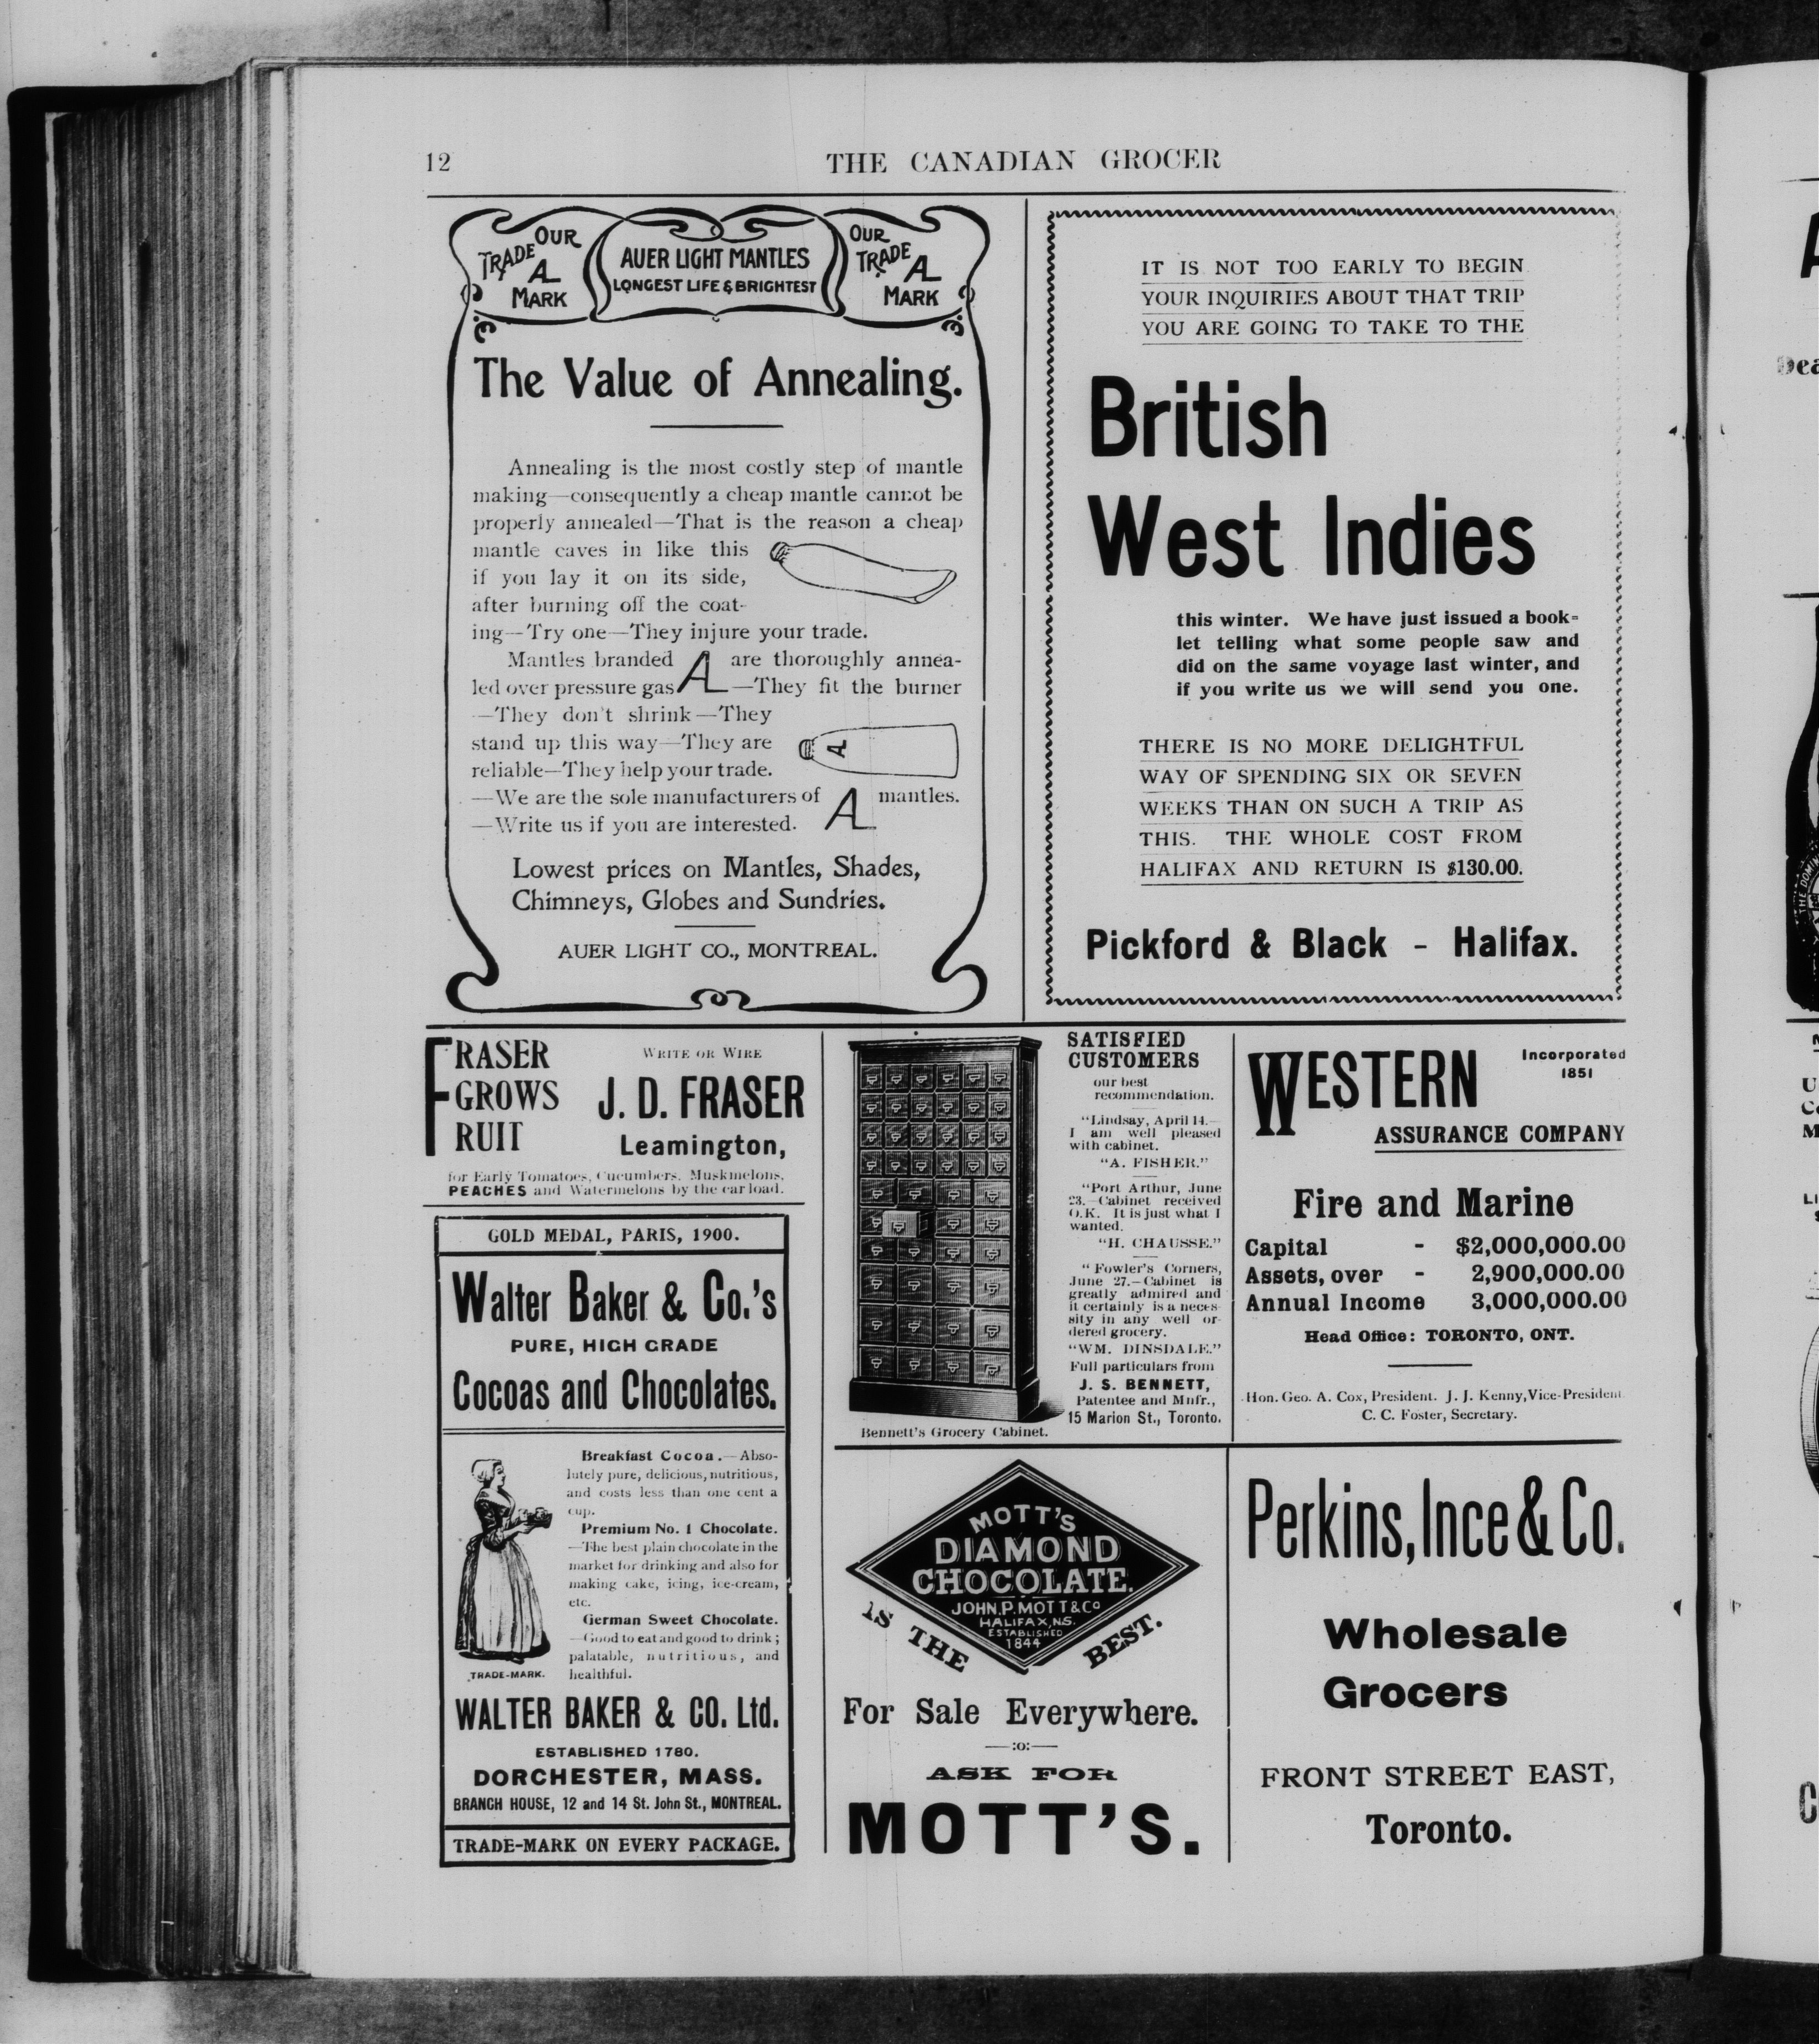 12
THE CANADIAN GROCER
OUR
TRADE
A
MARK
AUER LIGHT MANTLES
LONGEST LIFE & BRIGHTEST
OUR
TRADE
A
MARK
The Value of Annealing.
Annealing is the most costly step of mantle
making—consequently a cheap mantle cannot be
properly annealed—That is the reason a cheap
mantle caves in like this
if you lay it on its side,
after burning off the coat-
ing—Try one—They injure your trade.
Mantles branded A are thoroughly annea-
led over pressure gas—They fit the burner
—They don't shrink—They
stand up this way—They are
A
reliable—They help your trade.
—We are the sole manufacturers of A mantles.
—Write us if you are interested.
Lowest prices on Mantles, Shades,
Chimneys, Globes and Sundries.
AUER LIGHT CO., MONTREAL.
IT IS NOT TOO EARLY TO BEGIN
YOUR INQUIRIES ABOUT THAT TRIP
YOU ARE GOING TO TAKE TO THE
British
West Indies
this winter. We have just issued a book=
let telling what some people saw and
did on the same voyage last winter, and
if you write us we will send you one.
THERE IS NO MORE DELIGHTFUL
WAY OF SPENDING SIX OR SEVEN
WEEKS THAN ON SUCH A TRIP AS
THIS. THE WHOLE COST FROM
HALIFAX AND RETURN IS $130.00.
Pickford & Black - Halifax.
FRASER
GROWS
FRUIT
WRITE OR WIRE
J. D. FRASER
Leamington,
for Early Tomatoes, Cucumbers, Muskmelons,
PEACHES and Watermelons by the car load.
GOLD MEDAL, PARIS, 1900.
Walter Baker & Co.'s
PURE, HIGH GRADE
Cocoas and Chocolates.
Breakfast Cocoa.—Abso-
lutely pure, delicious, nutritious,
and costs less than one cent a
cup.
Premium No. 1 Chocolate.
—The best plain chocolate in the
market for drinking and also for
making cake, icing, ice-cream,
etc.
German Sweet Chocolate.
—Good to eat and good to drink;
palatable, nutritious, and
healthful.
TRADE-MARK.
WALTER BAKER & CO. Ltd.
ESTABLISHED 1780.
DORCHESTER, MASS.
BRANCH HOUSE, 12 and 14 St. John St., MONTREAL.
TRADE-MARK ON EVERY PACKAGE.
SATISFIED
CUSTOMERS
our best
recommendation.
"Lindsay, April 14.—
I am well pleased
with cabinet.
"A. FISHER."
"Port Arthur, June
23.—Cabinet received
O.K. It is just what I
wanted.
"H. CHAUSSE."
"Fowler's Corners,
June 27.—Cabinet is
greatly admired and
it certainly is a neces-
sity in any well or-
dered grocery.
"WM. DINSDALE."
Full particulars from
J. S. BENNETT,
Patentee and Mnfr.,
15 Marion St., Toronto.
Bennett's Grocery Cabinet.
WESTERN
Incorporated
1851
ASSURANCE COMPANY
Fire and Marine
Capital - $2,000,000.00
Assets, over - 2,900,000.00
Annual Income 3,000,000.00
Head Office: TORONTO, ONT.
Hon. Geo. A. Cox, President. J. J. Kenny, Vice-President
C. C. Foster, Secretary.
MOTT'S
DIAMOND
CHOCOLATE.
JOHN. P. MOTT & Co
HALIFAX, N.S.
ESTABLISHED
1844
IS THE BEST.
For Sale Everywhere.
—:o:—
ASK FOR
MOTT'S.
Perkins, Ince & Co.
Wholesale
Grocers
FRONT STREET EAST,
Toronto.